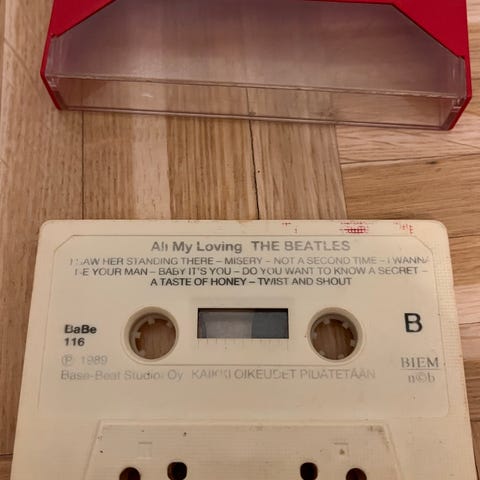 All My Loving THE BEATLES
I SAW HER STANDING THERE – MISERY – NOT A SECOND TIME – I WANNA
BE YOUR MAN – BABY IT'S YOU – DO YOU WANT TO KNOW A SECRET –
A TASTE OF HONEY – TWIST AND SHOUT
BaBe
116
B
℗ 1989
Base-Beat Studio Oy KAIKKI OIKEUDET PIDÄTETÄÄN
BIEM
n©b